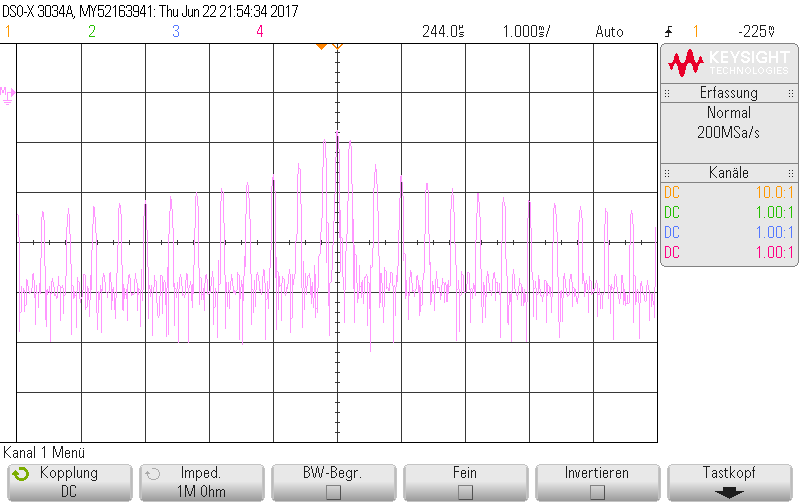 DSO-X 3034A, MY52163941: Thu Jun 22 21:54:34 2017
1 2 3 4 244.0s 1.000s/ Auto 1 -225V
M
KEYSIGHT
TECHNOLOGIES
Erfassung
Normal
200MSa/s
Kanäle
DC 10.0:1
DC 1.00:1
DC 1.00:1
DC 1.00:1
Kanal 1 Menü
Kopplung Imped. BW-Begr. Fein Invertieren Tastkopf
DC 1M Ohm